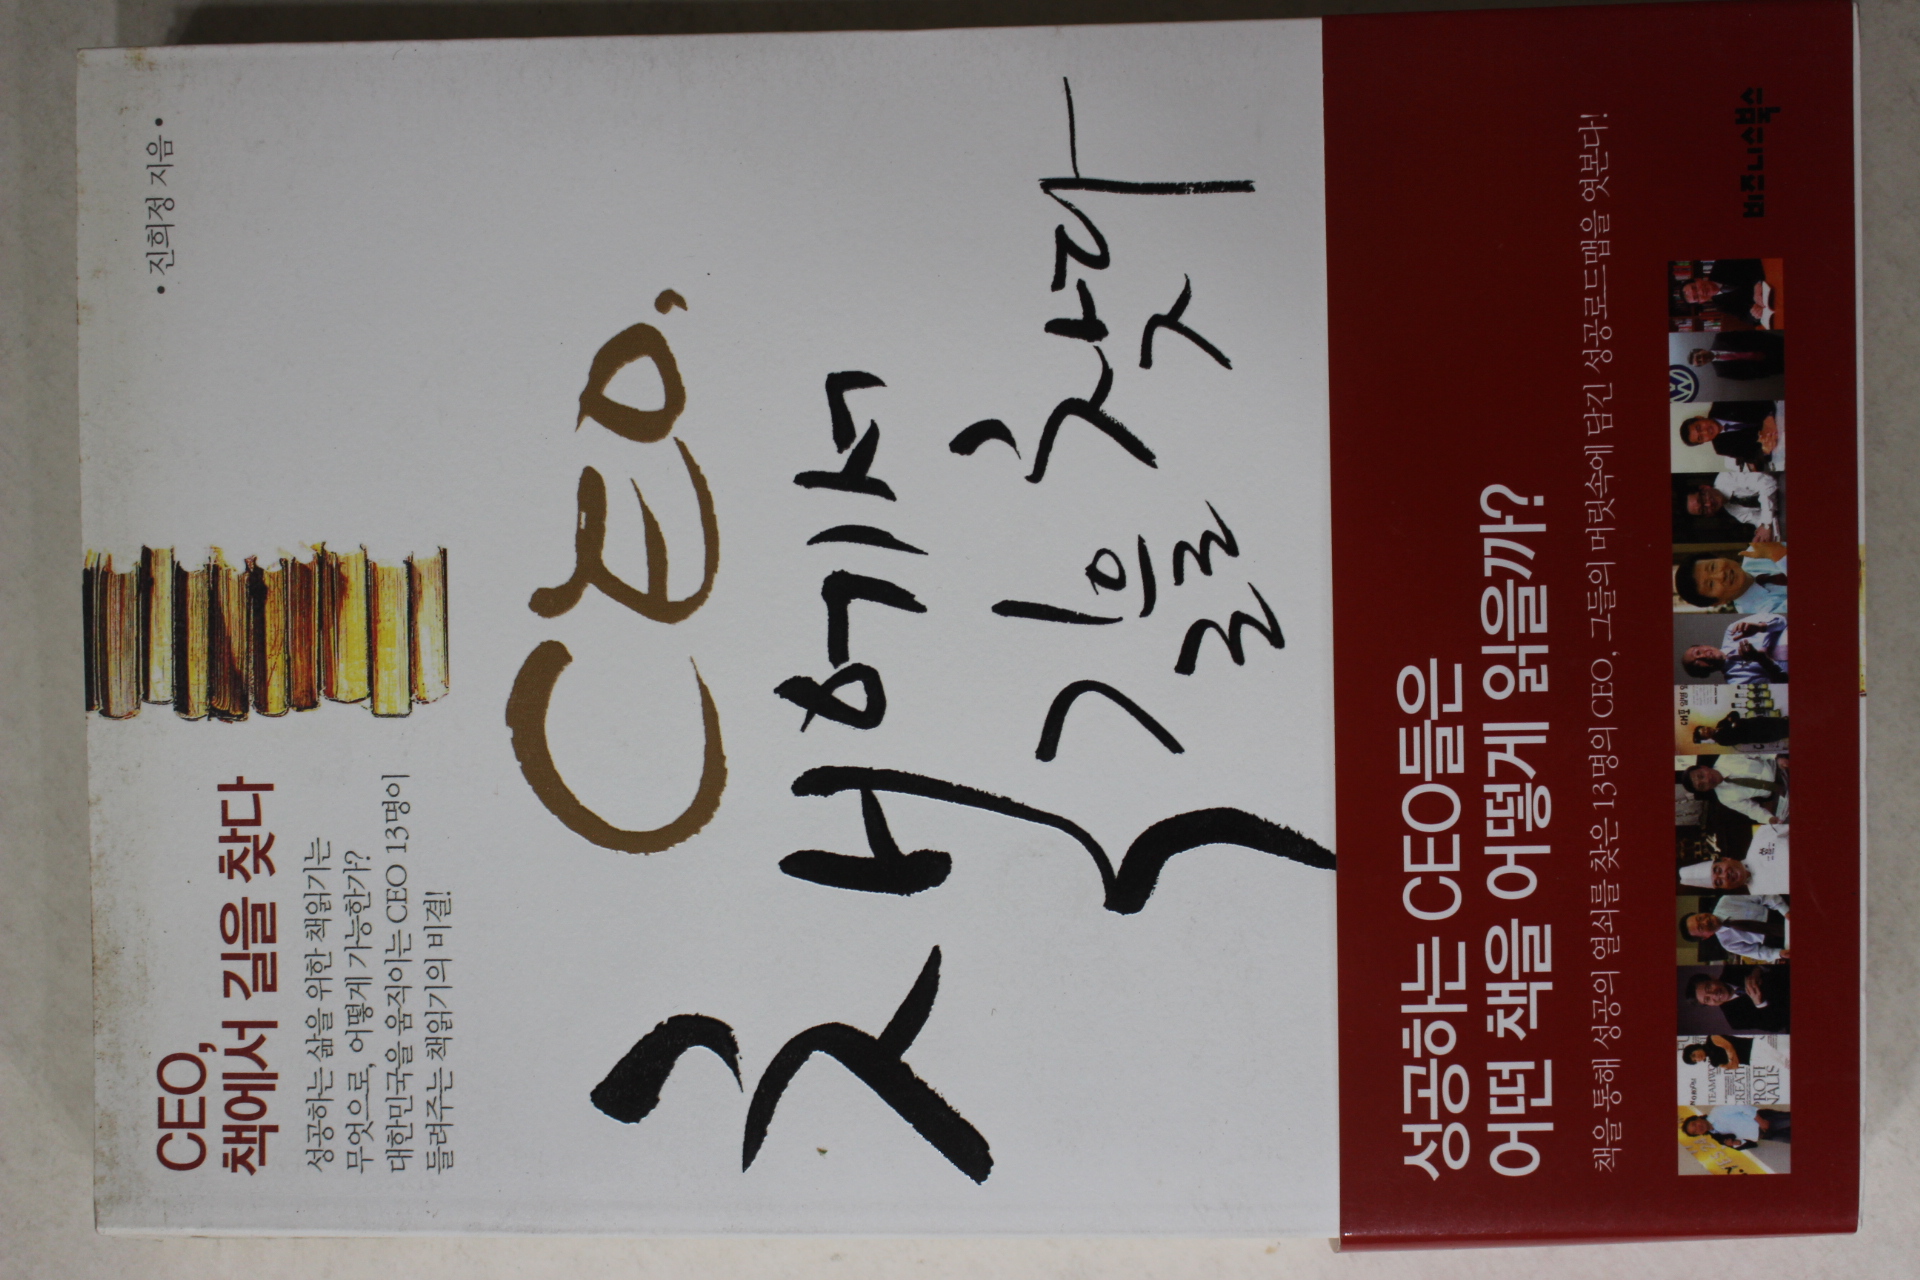 CEO,
책에서 길을 찾다
성공하는 삶을 위한 책읽기는
무엇으로, 어떻게 가능한가?
대한민국을 움직이는 CEO 13명이
들려주는 책읽기의 비결!
• 진희정 지음 •
CEO,
책에서
길을 찾다
성공하는 CEO들은
어떤 책을 어떻게 읽을까?
책을 통해 성공의 열쇠를 찾은 13명의 CEO, 그들의 머릿속에 담긴 성공로드맵을 엿본다!
비즈니스북스